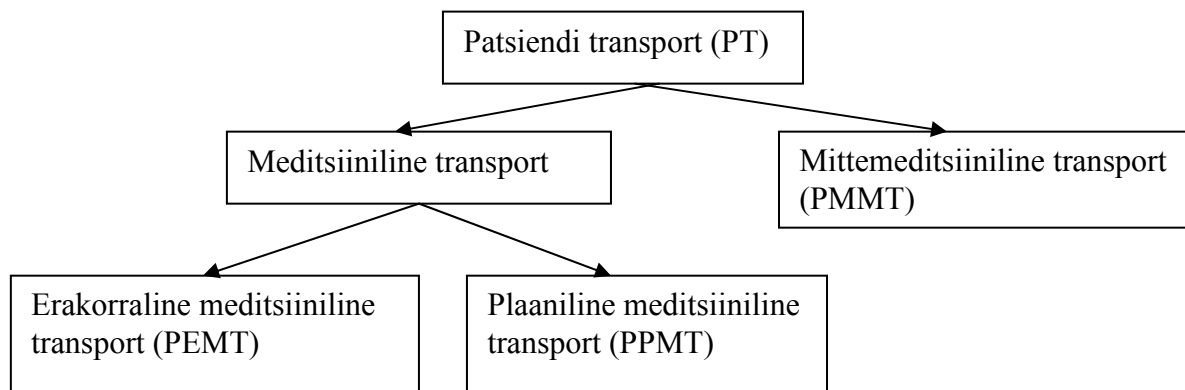 Patsiendi transport (PT)
Meditsiiniline transport
Mittemeditsiiniline transport
(PMMT)
Erakorraline meditsiiniline
transport (PEMT)
Plaaniline meditsiiniline
transport (PPMT)